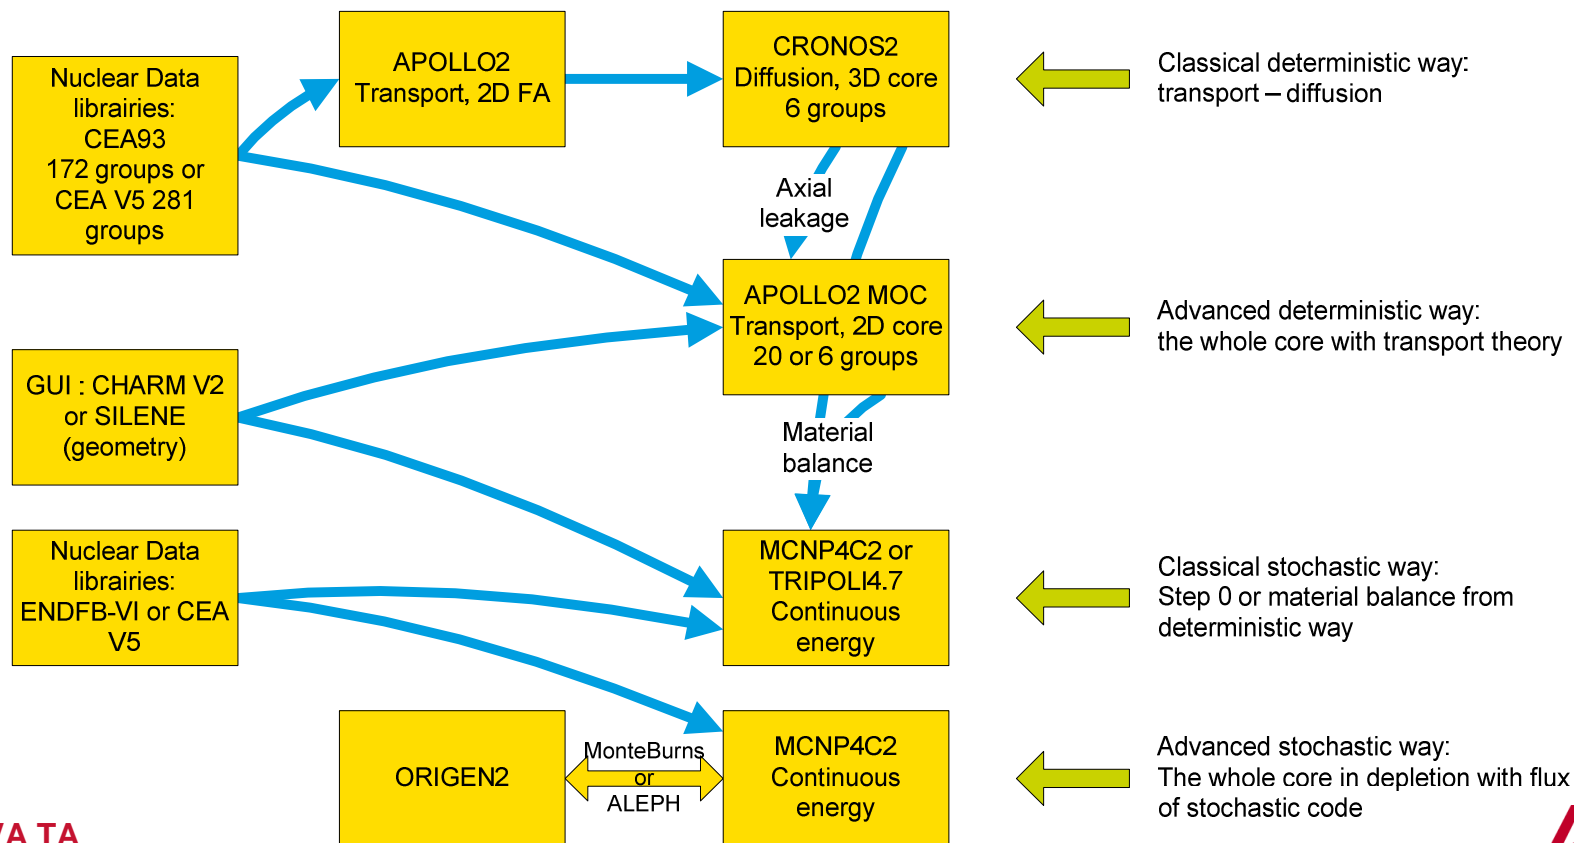 Nuclear Data
librairies:
CEA93
172 groups or
CEA V5 281
groups
APOLLO2
Transport, 2D FA
CRONOS2
Diffusion, 3D core
6 groups
Classical deterministic way:
transport – diffusion
Axial
leakage
APOLLO2 MOC
Transport, 2D core
20 or 6 groups
Advanced deterministic way:
the whole core with transport theory
GUI : CHARM V2
or SILENE
(geometry)
Material
balance
Nuclear Data
librairies:
ENDFB-VI or CEA
V5
MCNP4C2 or
TRIPOLI4.7
Continuous
energy
Classical stochastic way:
Step 0 or material balance from
deterministic way
ORIGEN2
MonteBurns
or
ALEPH
MCNP4C2
Continuous
energy
Advanced stochastic way:
The whole core in depletion with flux
of stochastic code
VA TA